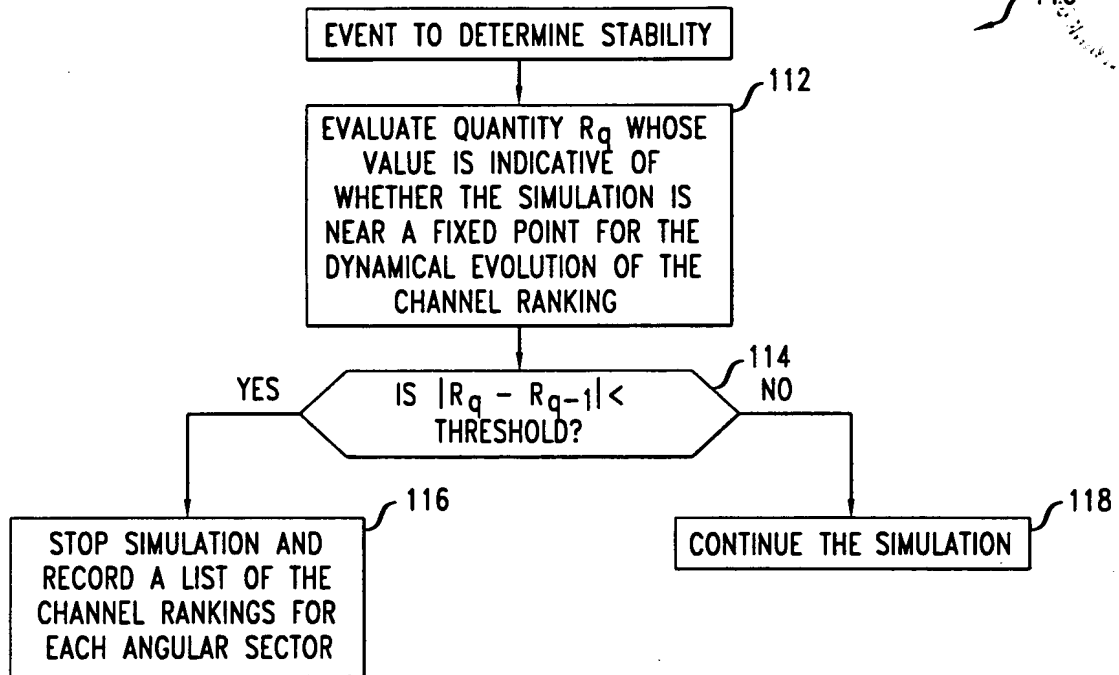 EVENT TO DETERMINE STABILITY
112
EVALUATE QUANTITY Rq WHOSE
VALUE IS INDICATIVE OF
WHETHER THE SIMULATION IS
NEAR A FIXED POINT FOR THE
DYNAMICAL EVOLUTION OF THE
CHANNEL RANKING
114
YES
IS |Rq - Rq-1| <
THRESHOLD?
NO
116
STOP SIMULATION AND
RECORD A LIST OF THE
CHANNEL RANKINGS FOR
EACH ANGULAR SECTOR
118
CONTINUE THE SIMULATION